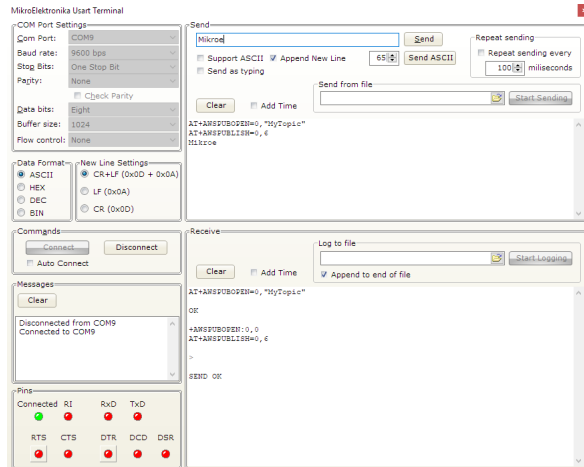 MikroElektronika Usart Terminal
COM Port Settings
Com Port: COM9
Baud rate: 9600 bps
Stop Bits: One Stop Bit
Parity: None
Check Parity
Data bits: Eight
Buffer size: 1024
Flow control: None
Send
Mikroe
Send
Support ASCII Append New Line 65 Send ASCII
Send as typing
Repeat sending
Repeat sending every
100 miliseconds
Send from file
Start Sending
Clear Add Time
AT+AWSPUBOPEN=0,"MyTopic"
AT+AWSPUBLISH=0,6
Mikroe
Data Format
ASCII
HEX
DEC
BIN
New Line Settings
CR+LF (0x0D + 0x0A)
LF (0x0A)
CR (0x0D)
Commands
Connect Disconnect
Auto Connect
Receive
Log to file
Start Logging
Append to end of file
Clear Add Time
AT+AWSPUBOPEN=0,"MyTopic"
OK
+AWSPUBOPEN:0,0
AT+AWSPUBLISH=0,6
>
SEND OK
Messages
Clear
Disconnected from COM9
Connected to COM9
Pins
Connected RI RxD TxD
RTS CTS DTR DCD DSR